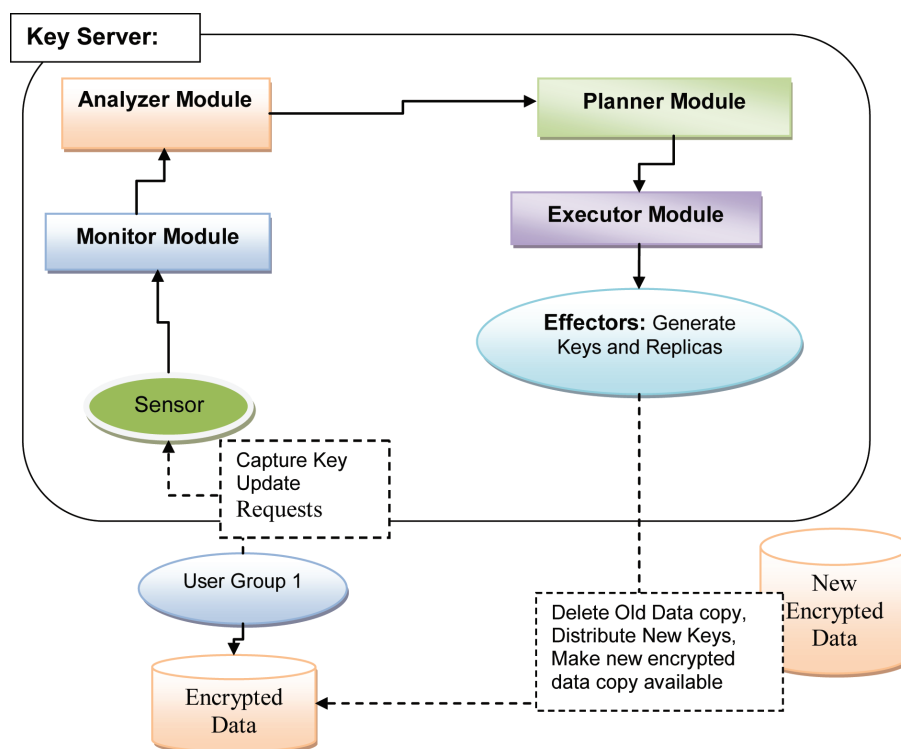 Key Server:
Analyzer Module
Planner Module
Monitor Module
Executor Module
Effectors: Generate
Keys and Replicas
Sensor
Capture Key
Update
Requests
User Group 1
Delete Old Data copy,
Distribute New Keys,
Make new encrypted
data copy available
New
Encrypted
Data
Encrypted
Data